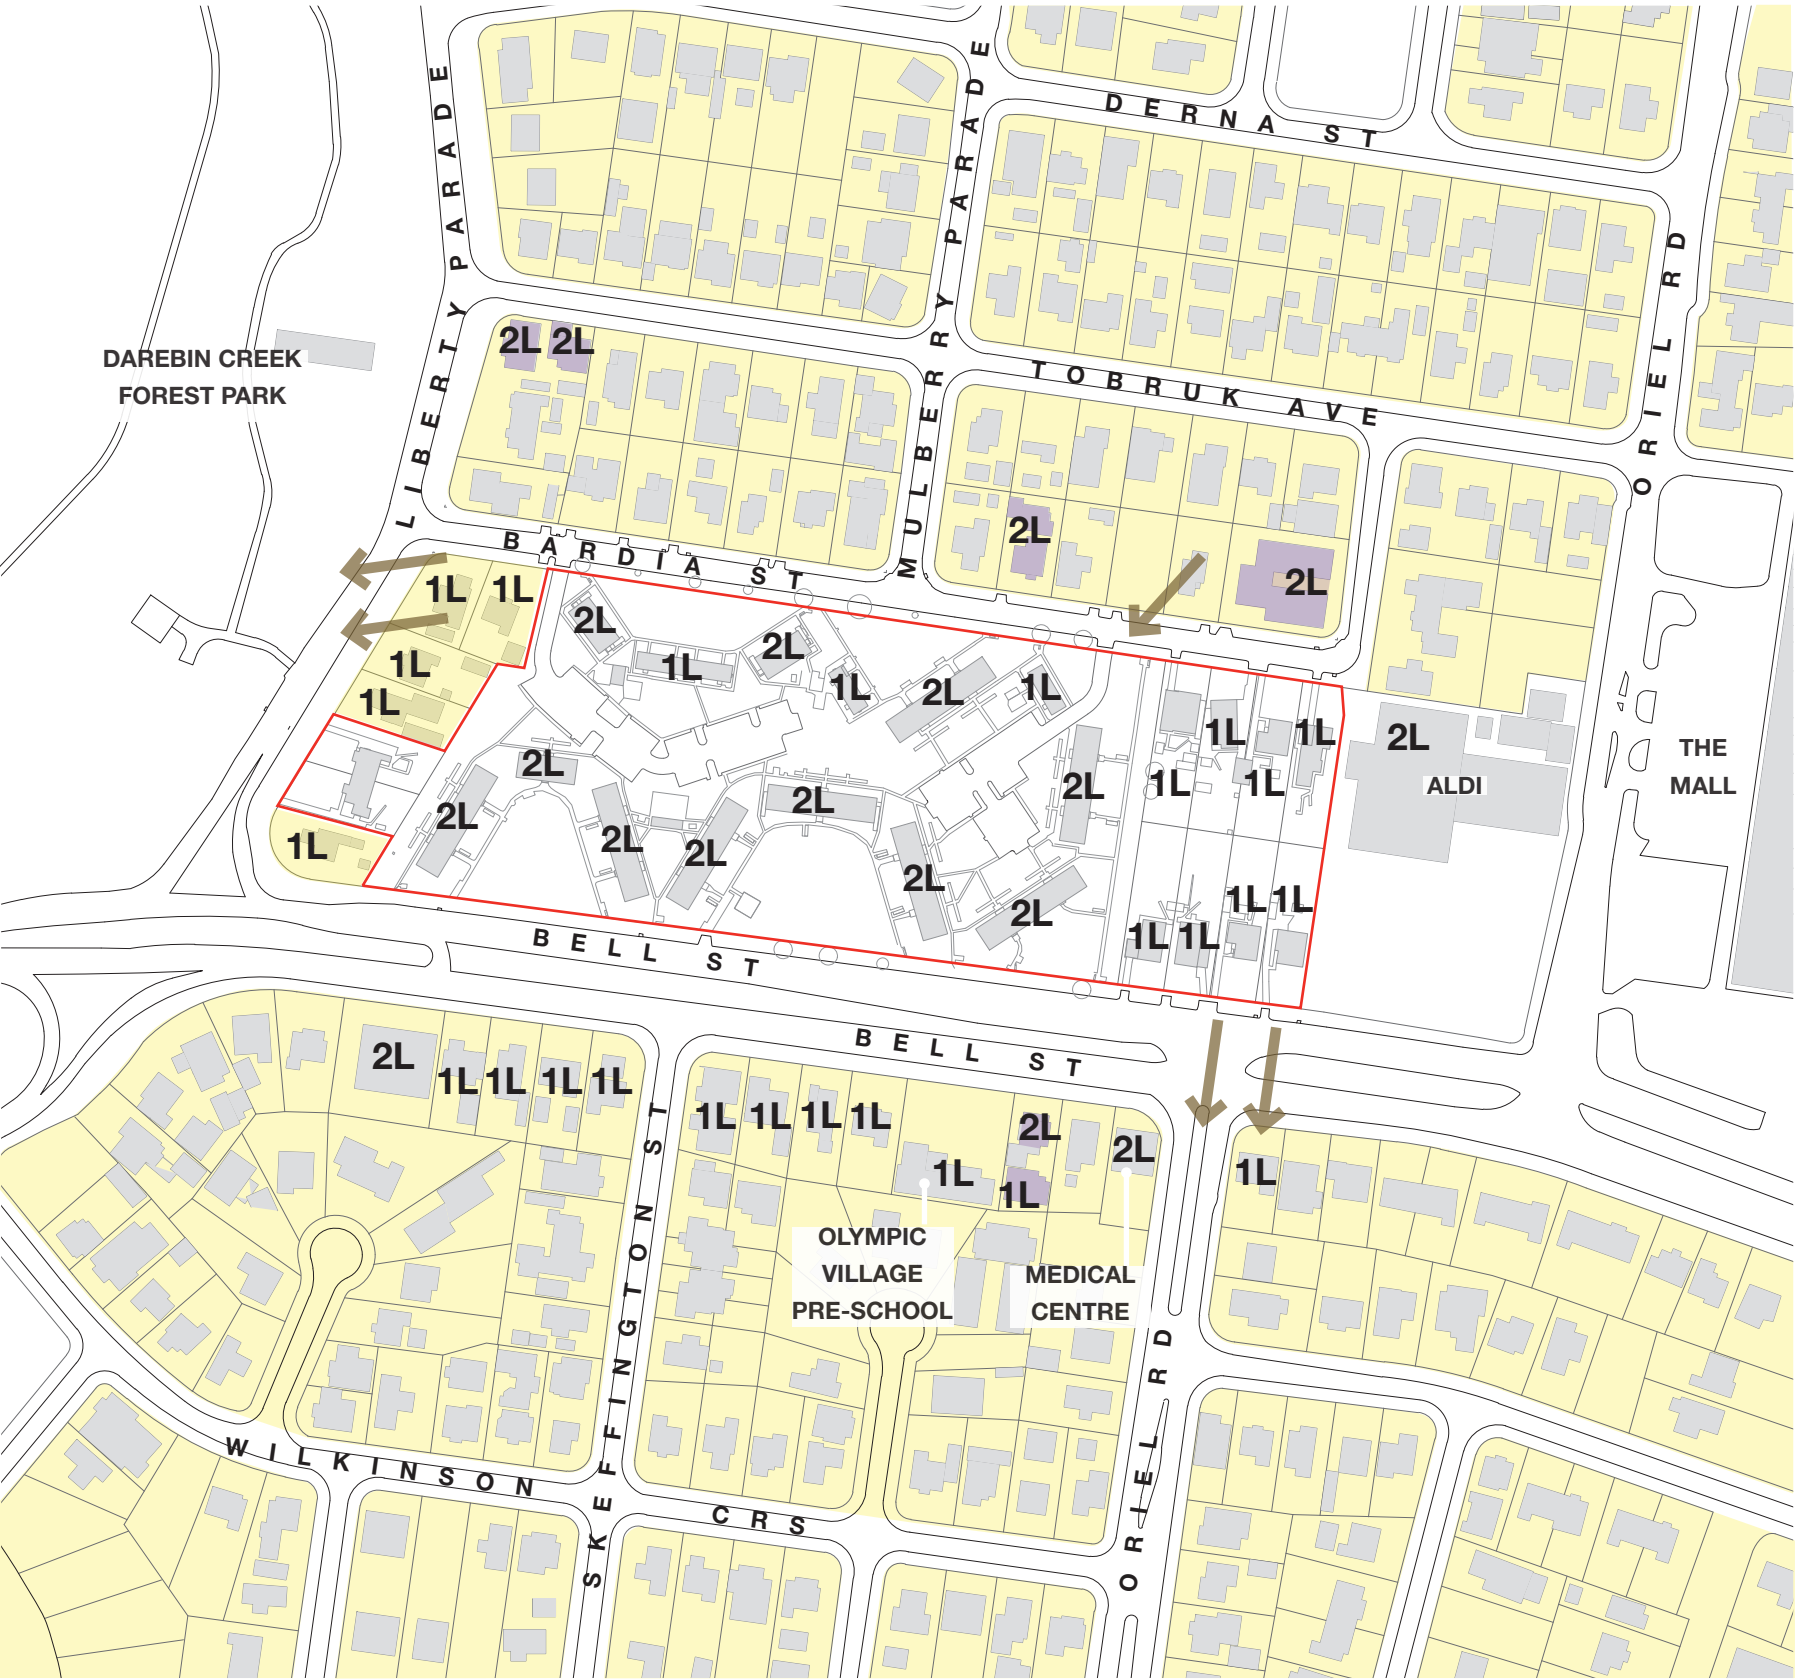 LIBERTY PARADE
MULBERRY PARADE
DERNA ST
ORIEL RD
DAREBIN CREEK
FOREST PARK
2L 2L
TOBRUK AVE
BARDIA ST
2L
2L
1L 1L
1L
1L
2L
1L
2L
1L
2L
1L
1L
1L
1L
1L
2L
ALDI
THE
MALL
2L
2L
2L
2L
2L
2L
2L
2L
1L
1L 1L
1L 1L
1L
BELL ST
BELL ST
2L
1L 1L 1L 1L
1L 1L 1L 1L
2L
1L
1L
2L
1L
OLYMPIC
VILLAGE
PRE-SCHOOL
MEDICAL
CENTRE
SKEFFINGTON ST
ORIEL RD
WILKINSON CRS